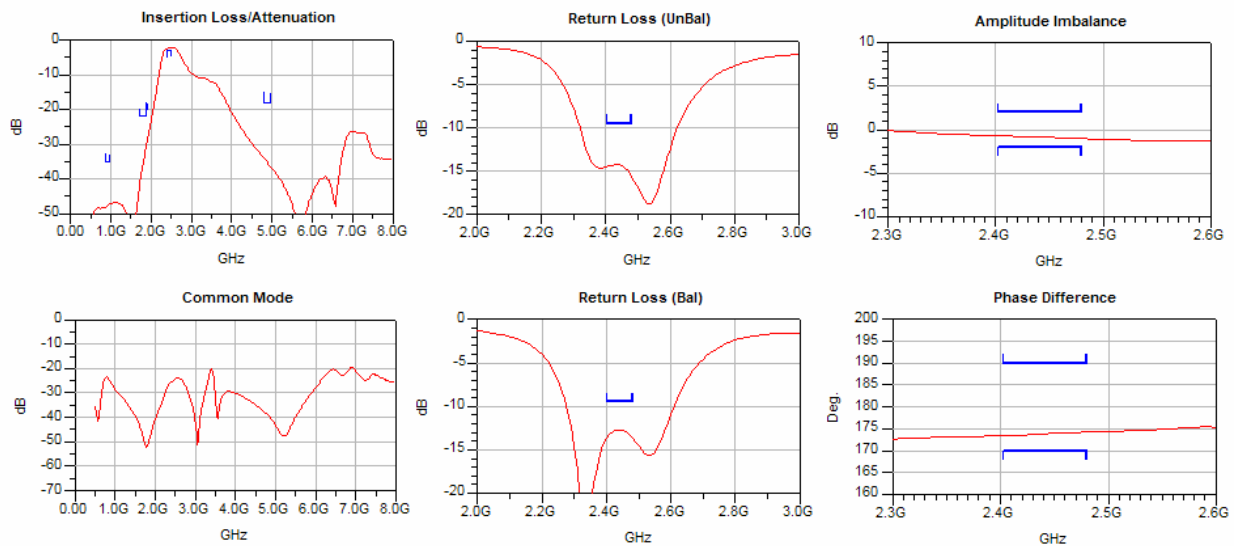 Insertion Loss/Attenuation
0
-10
-20
-30
-40
-50
dB
0.00
1.0G
2.0G
3.0G
4.0G
5.0G
6.0G
7.0G
8.0G
GHz
Return Loss (UnBal)
0
-5
-10
-15
-20
dB
2.0G
2.2G
2.4G
2.6G
2.8G
3.0G
GHz
Amplitude Imbalance
10
5
0
-5
-10
dB
2.3G
2.4G
2.5G
2.6G
GHz
Common Mode
0
-10
-20
-30
-40
-50
-60
-70
dB
0.00
1.0G
2.0G
3.0G
4.0G
5.0G
6.0G
7.0G
8.0G
GHz
Return Loss (Bal)
0
-5
-10
-15
-20
dB
2.0G
2.2G
2.4G
2.6G
2.8G
3.0G
GHz
Phase Difference
200
195
190
185
180
175
170
165
160
Deg.
2.3G
2.4G
2.5G
2.6G
GHz